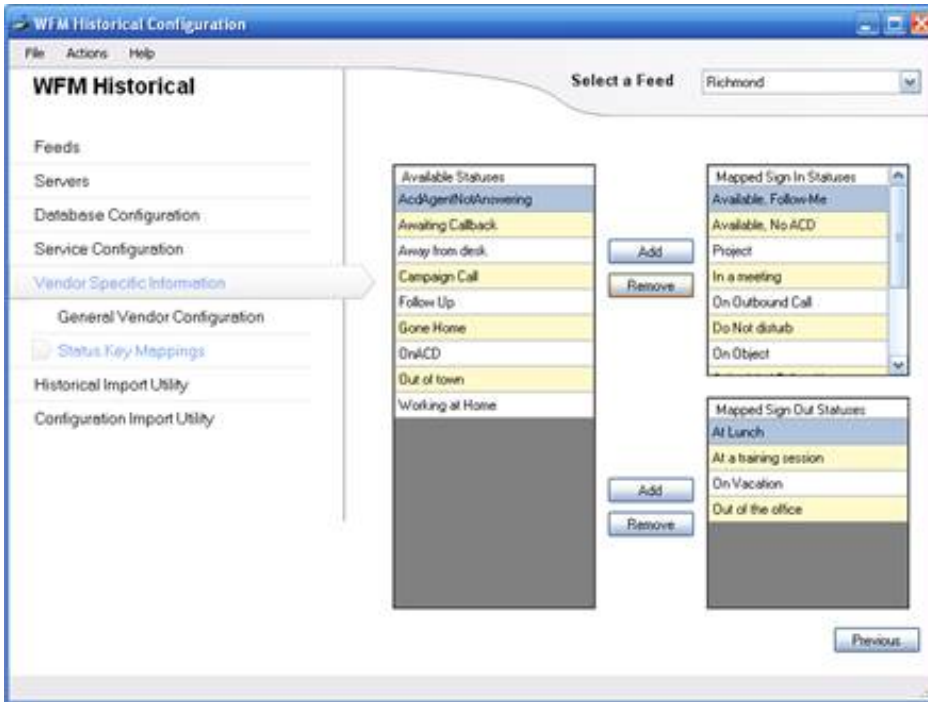 WFM Historical Configuration
File Actions Help
WFM Historical
Select a Feed Richmond
Feeds
Servers
Database Configuration
Service Configuration
Vendor Specific Information
General Vendor Configuration
Status Key Mappings
Historical Import Utility
Configuration Import Utility
Available Statuses
AcdAgentNotAnswering
Awaiting Callback
Away from desk
Campaign Call
Follow Up
Gone Home
OnACD
Out of town
Working at Home
Add
Remove
Mapped Sign In Statuses
Available, Follow-Me
Available, No ACD
Project
In a meeting
On Outbound Call
Do Not disturb
On Object
Add
Remove
Mapped Sign Out Statuses
At Lunch
At a training session
On Vacation
Out of the office
Previous